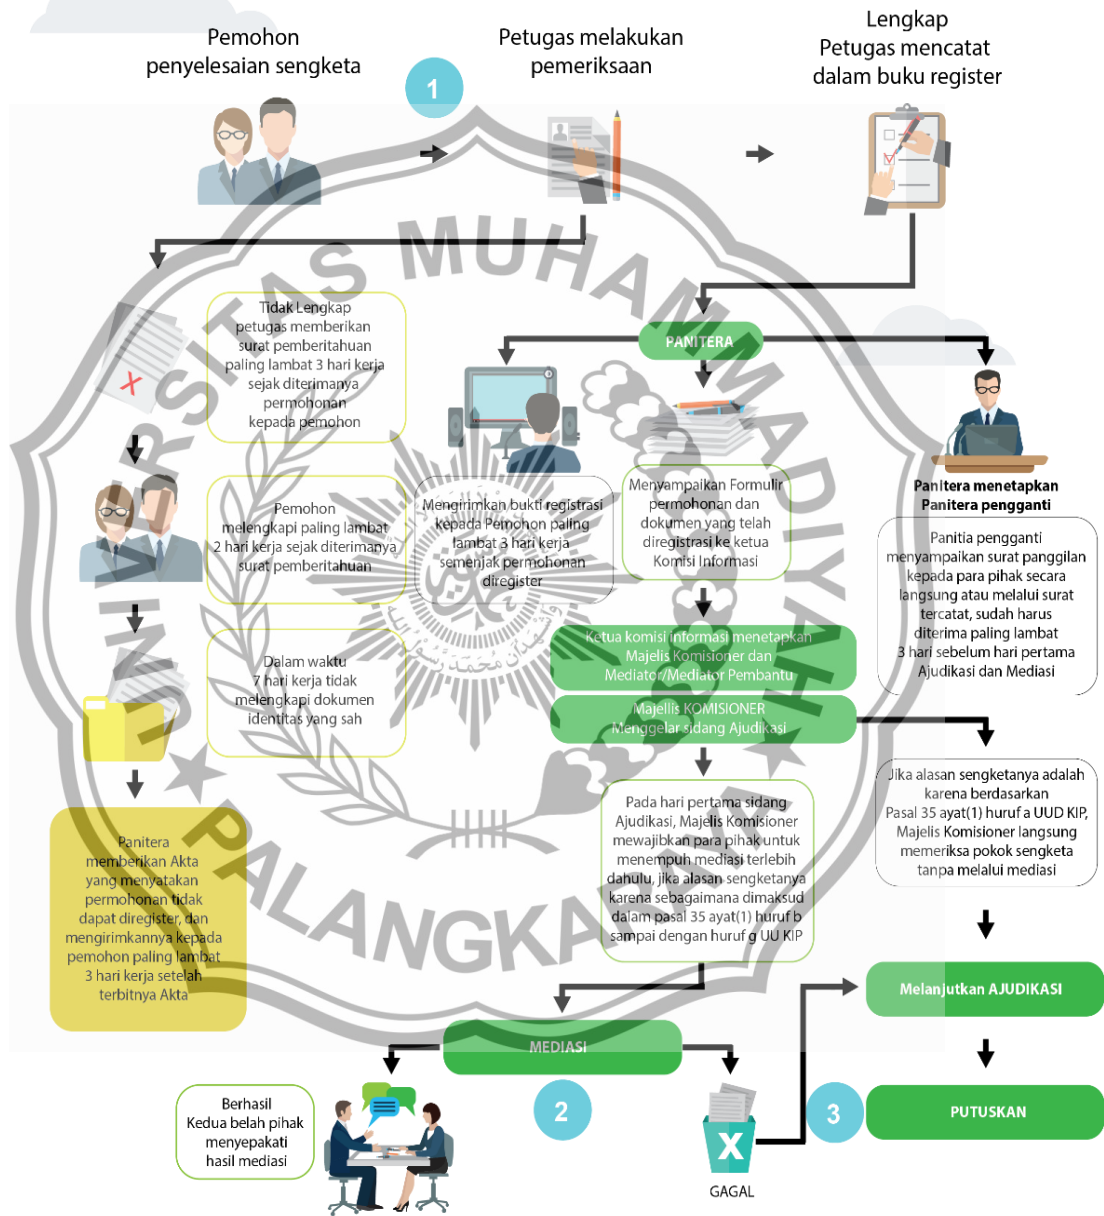 Pemohon
penyelesaian sengketa
1
Petugas melakukan
pemeriksaan
Lengkap
Petugas mencatat
dalam buku register
Tidak Lengkap
petugas memberikan
surat pemberitahuan
paling lambat 3 hari kerja
sejak diterimanya
permohonan
kepada pemohon
Pemohon
melengkapi paling lambat
2 hari kerja sejak diterimanya
surat pemberitahuan
Dalam waktu
7 hari kerja tidak
melengkapi dokumen
identitas yang sah
Panitera
memberikan Akta
yang menyatakan
permohonan tidak
dapat diregister, dan
mengirimkannya kepada
pemohon paling lambat
3 hari kerja setelah
terbitnya Akta
PANITERA
Mengirimkan bukti registrasi
kepada Pemohon paling
lambat 3 hari kerja
semenjak permohonan
diregister
Menyampaikan Formulir
permohonan dan
dokumen yang telah
diregistrasi ke ketua
Komisi Informasi
Panitera menetapkan
Panitera pengganti
Panitia pengganti
menyampaikan surat panggilan
kepada para pihak secara
langsung atau melalui surat
tercatat, sudah harus
diterima paling lambat
3 hari sebelum hari pertama
Ajudikasi dan Mediasi
Ketua komisi informasi menetapkan
Majelis Komisioner dan
Mediator/Mediator Pembantu
Majellis KOMISIONER
Menggelar sidang Ajudikasi
Pada hari pertama sidang
Ajudikasi, Majelis Komisioner
mewajibkan para pihak untuk
menempuh mediasi terlebih
dahulu, jika alasan sengketanya
karena sebagaimana dimaksud
dalam pasal 35 ayat(1) huruf b
sampai dengan huruf g UU KIP
Jika alasan sengketanya adalah
karena berdasarkan
Pasal 35 ayat(1) huruf a UUD KIP,
Majelis Komisioner langsung
memeriksa pokok sengketa
tanpa melalui mediasi
Melanjutkan AJUDIKASI
MEDIASI
2
3
PUTUSKAN
Berhasil
Kedua belah pihak
menyepakati
hasil mediasi
X
GAGAL
UNIVERSITAS MUHAMMADIYAH
PALANGKARAYA